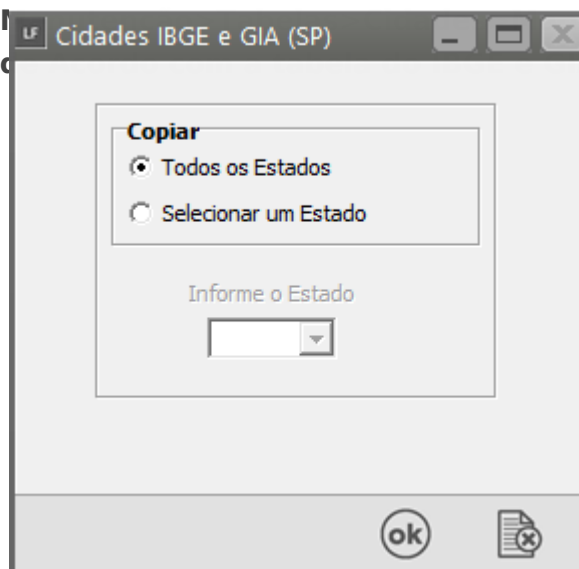 LF Cidades IBGE e GIA (SP)
Copiar
Todos os Estados
Selecionar um Estado
Informe o Estado
ok